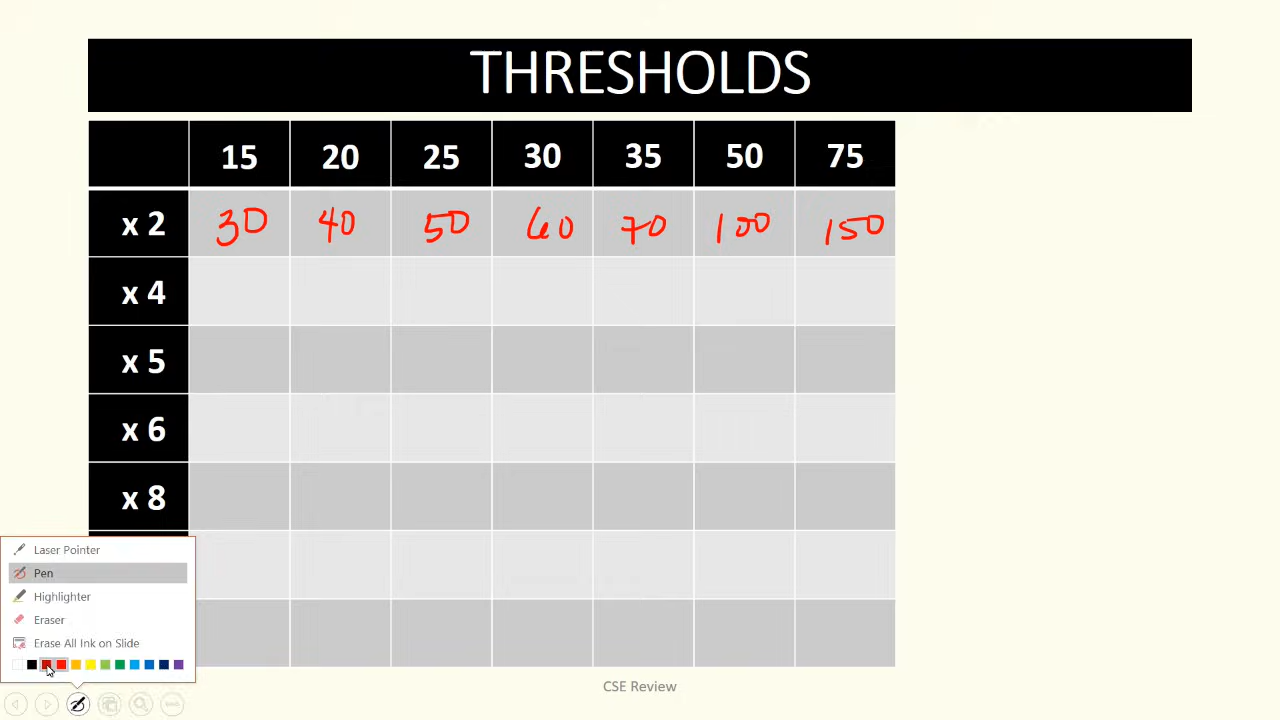 THRESHOLDS
15 20 25 30 35 50 75
x 2 30 40 50 60 70 100 150
x 4
x 5
x 6
x 8
Laser Pointer
Pen
Highlighter
Eraser
Erase All Ink on Slide
CSE Review